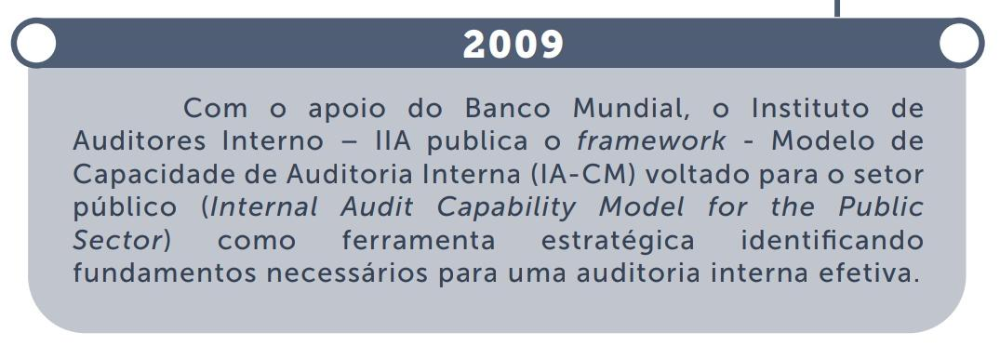 2009
Com o apoio do Banco Mundial, o Instituto de
Auditores Interno – IIA publica o framework - Modelo de
Capacidade de Auditoria Interna (IA-CM) voltado para o setor
público (Internal Audit Capability Model for the Public
Sector) como ferramenta estratégica identificando
fundamentos necessários para uma auditoria interna efetiva.